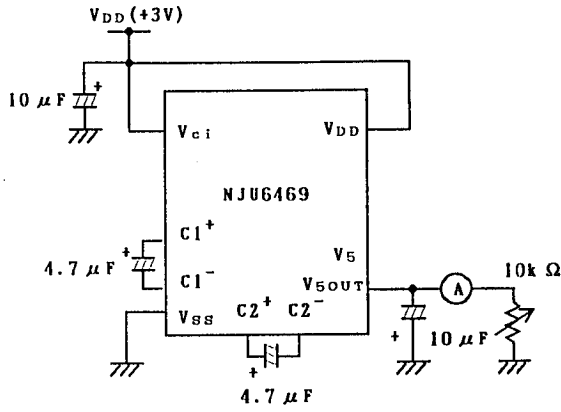 VDD(+3V)
+
10 μF
Vci
VDD
NJU6469
C1+
+
4.7 μF
C1-
V5
V5OUT
A
10k Ω
VSS
C2+
C2-
+
10 μF
+
4.7 μF